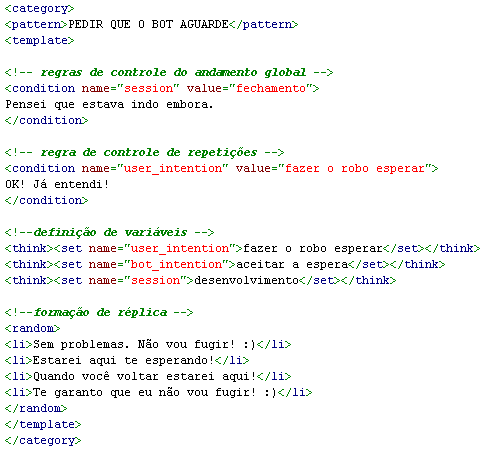 <category>
<pattern>PEDIR QUE O BOT AGUARDE</pattern>
<template>
<!-- regras de controle do andamento global -->
<condition name="session" value="fechamento">
Pensei que estava indo embora.
</condition>
<!-- regra de controle de repetições -->
<condition name="user_intention" value="fazer o robo esperar">
OK! Já entendi!
</condition>
<!--definição de variáveis -->
<think><set name="user_intention">fazer o robo esperar</set></think>
<think><set name="bot_intention">aceitar a espera</set></think>
<think><set name="session">desenvolvimento</set></think>
<!--formação de réplica -->
<random>
<li>Sem problemas. Não vou fugir! :)</li>
<li>Estarei aqui te esperando!</li>
<li>Quando você voltar estarei aqui!</li>
<li>Te garanto que eu não vou fugir! :)</li>
</random>
</template>
</category>